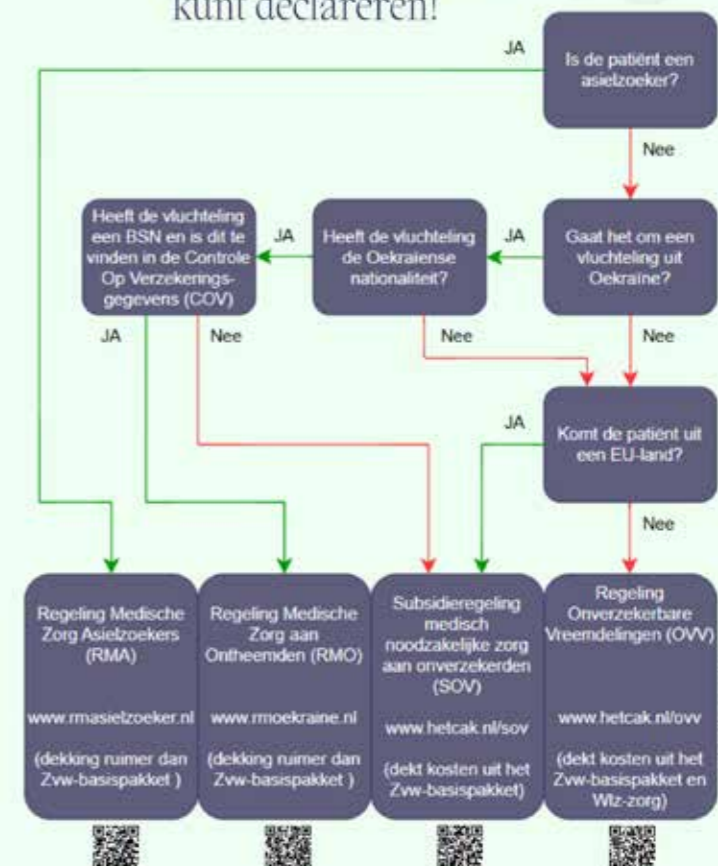 kunt declareren!
JA
Is de patiënt een
asielzoeker?
Nee
Heeft de vluchteling
een BSN en is dit te
vinden in de Controle
Op Verzekerings-
gegevens (COV)
JA
Heeft de vluchteling
de Oekraïense
nationaliteit?
JA
Gaat het om een
vluchteling uit
Oekraïne?
JA
Nee
Nee
Nee
JA
Komt de patiënt uit
een EU-land?
Nee
Regeling Medische
Zorg Asielzoekers
(RMA)
www.rmasielzoeker.nl
(dekking ruimer dan
Zvw-basispakket )
Regeling Medische
Zorg aan
Ontheemden (RMO)
www.rmoekraine.nl
(dekking ruimer dan
Zvw-basispakket )
Subsidieregeling
medisch
noodzakelijke zorg
aan onverzekerden
(SOV)
www.hetcak.nl/sov
(dekt kosten uit het
Zvw-basispakket)
Regeling
Onverzekerbare
Vreemdelingen (OVV)
www.hetcak.nl/ovv
(dekt kosten uit het
Zvw-basispakket en
Wlz-zorg)